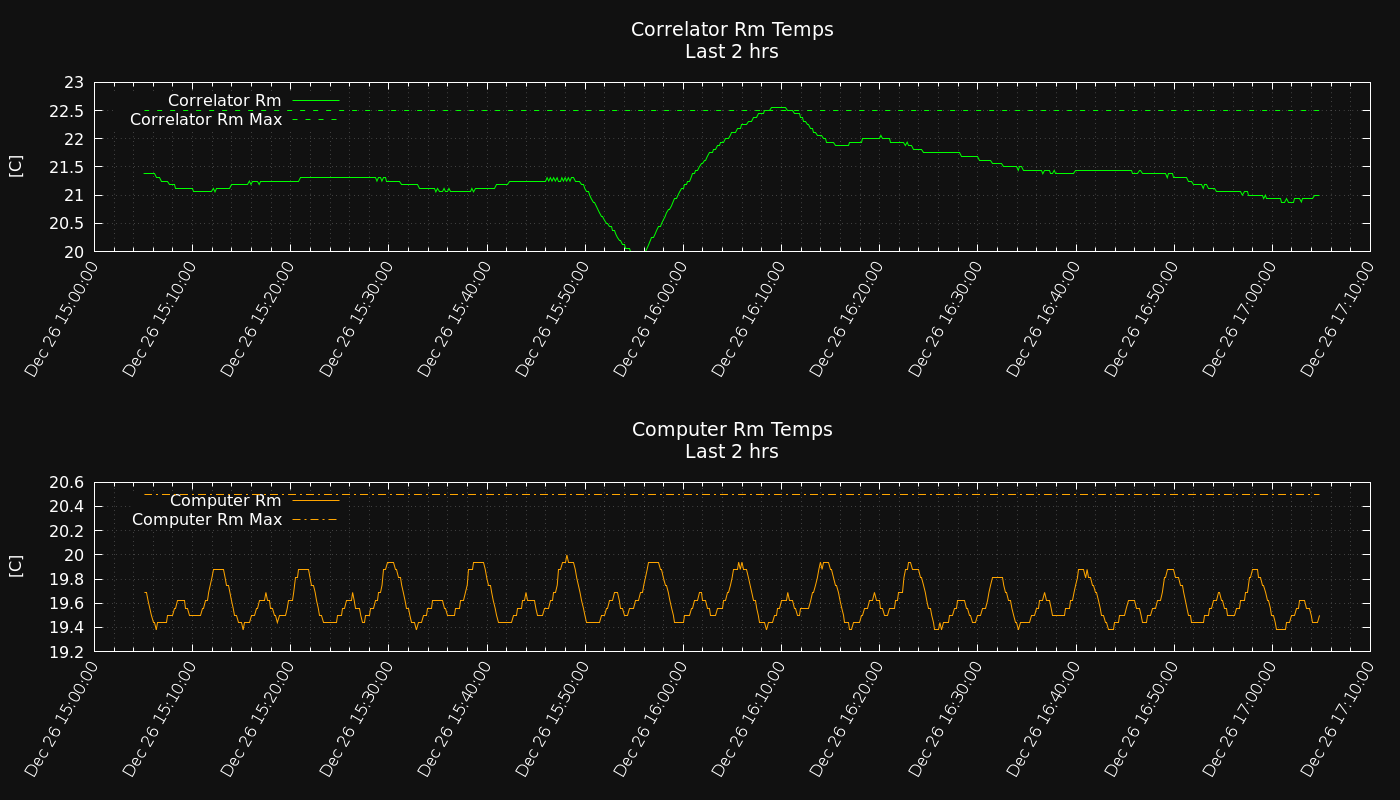 Correlator Rm Temps
Last 2 hrs
[C]
23
22.5
22
21.5
21
20.5
20
Correlator Rm
Correlator Rm Max
Dec 26 15:00:00
Dec 26 15:10:00
Dec 26 15:20:00
Dec 26 15:30:00
Dec 26 15:40:00
Dec 26 15:50:00
Dec 26 16:00:00
Dec 26 16:10:00
Dec 26 16:20:00
Dec 26 16:30:00
Dec 26 16:40:00
Dec 26 16:50:00
Dec 26 17:00:00
Dec 26 17:10:00
Computer Rm Temps
Last 2 hrs
[C]
20.6
20.4
20.2
20
19.8
19.6
19.4
19.2
Computer Rm
Computer Rm Max
Dec 26 15:00:00
Dec 26 15:10:00
Dec 26 15:20:00
Dec 26 15:30:00
Dec 26 15:40:00
Dec 26 15:50:00
Dec 26 16:00:00
Dec 26 16:10:00
Dec 26 16:20:00
Dec 26 16:30:00
Dec 26 16:40:00
Dec 26 16:50:00
Dec 26 17:00:00
Dec 26 17:10:00